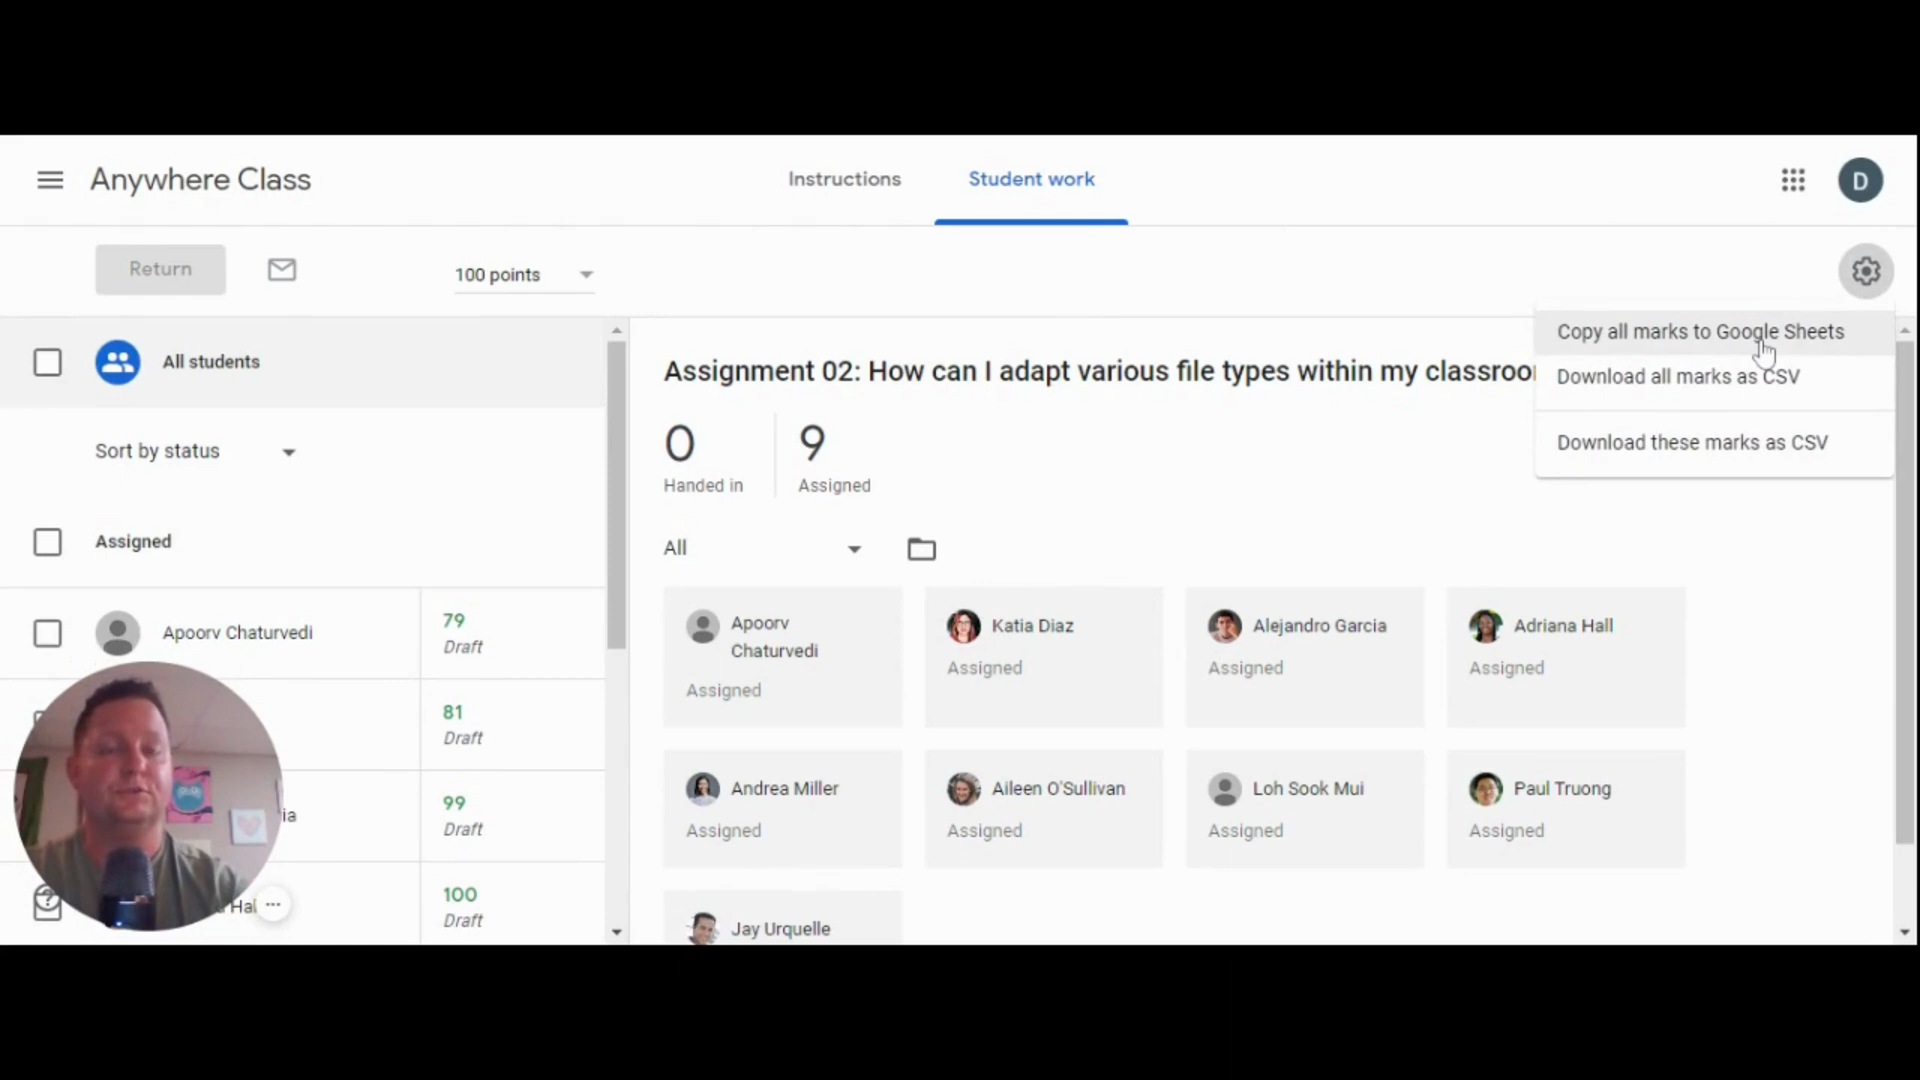 Anywhere Class
Instructions
Student work
D
Return
100 points
Copy all marks to Google Sheets
Download all marks as CSV
Download these marks as CSV
All students
Sort by status
Assigned
Apoorv Chaturvedi
79
Draft
81
Draft
99
Draft
100
Draft
Assignment 02: How can I adapt various file types within my
0
Handed in
9
Assigned
All
Apoorv
Chaturvedi
Assigned
Katia Diaz
Assigned
Alejandro Garcia
Assigned
Adriana Hall
Assigned
Andrea Miller
Assigned
Aileen O'Sullivan
Assigned
Loh Sook Mui
Assigned
Paul Truong
Assigned
Jay Urquelle